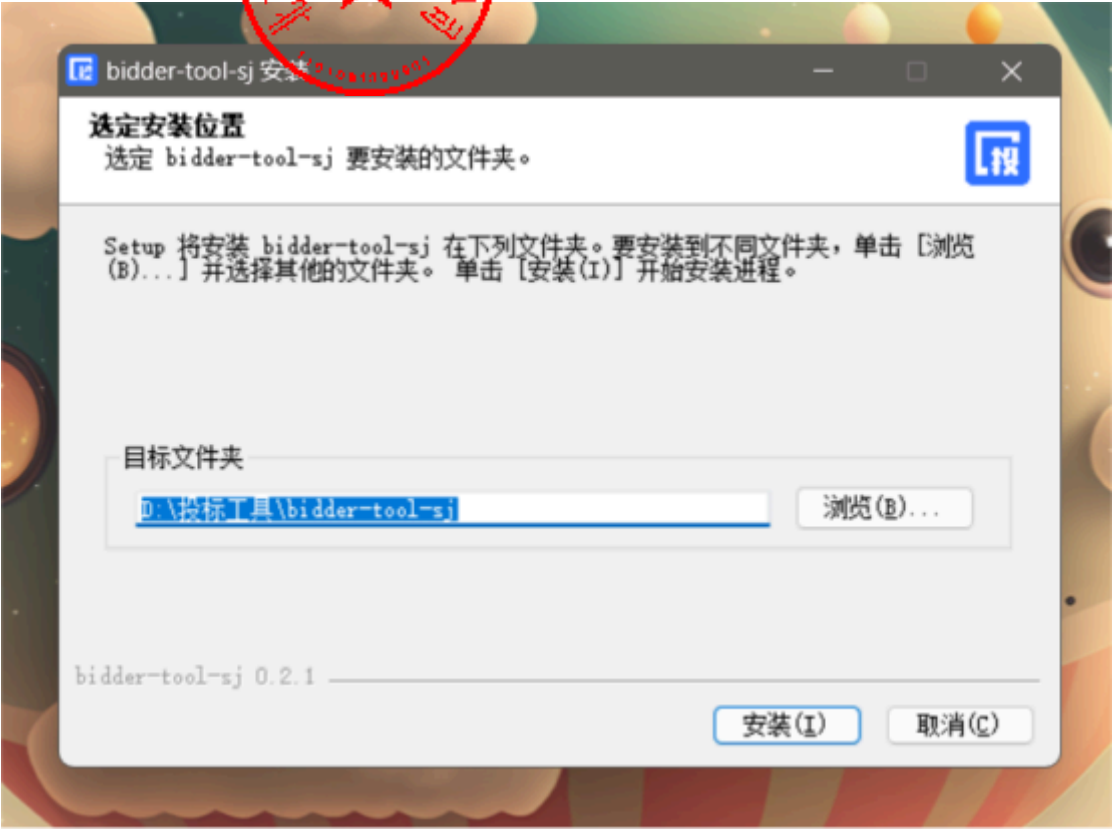 bidder-tool-sj 安装
选定安装位置
选定 bidder-tool-sj 要安装的文件夹。
投
Setup 将安装 bidder-tool-sj 在下列文件夹。要安装到不同文件夹，单击 [浏览
(B)...] 并选择其他的文件夹。 单击 [安装(I)] 开始安装进程。
目标文件夹
D:\投标工具\bidder-tool-sj
浏览(B)...
bidder-tool-sj 0.2.1
安装(I)
取消(C)